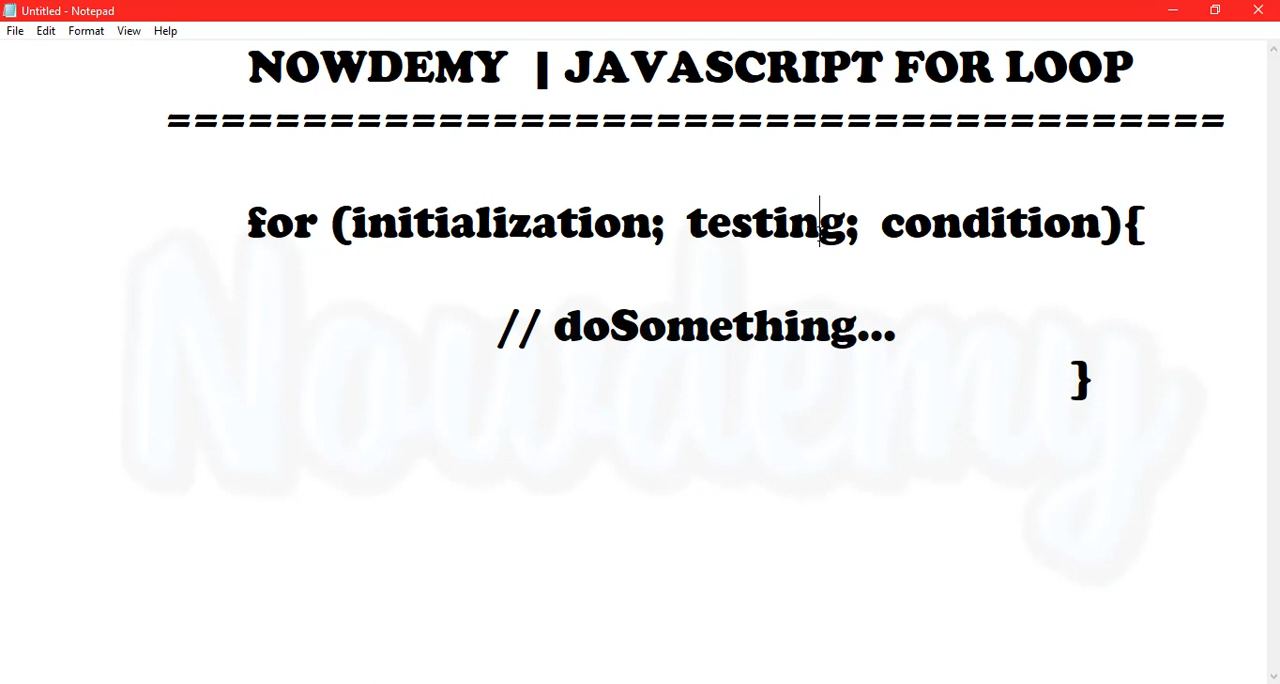 Untitled - Notepad
File Edit Format View Help
NOWDEMY | JAVASCRIPT FOR LOOP
=======================================
for (initialization; testing; condition){
// doSomething...
}
Nowdemy